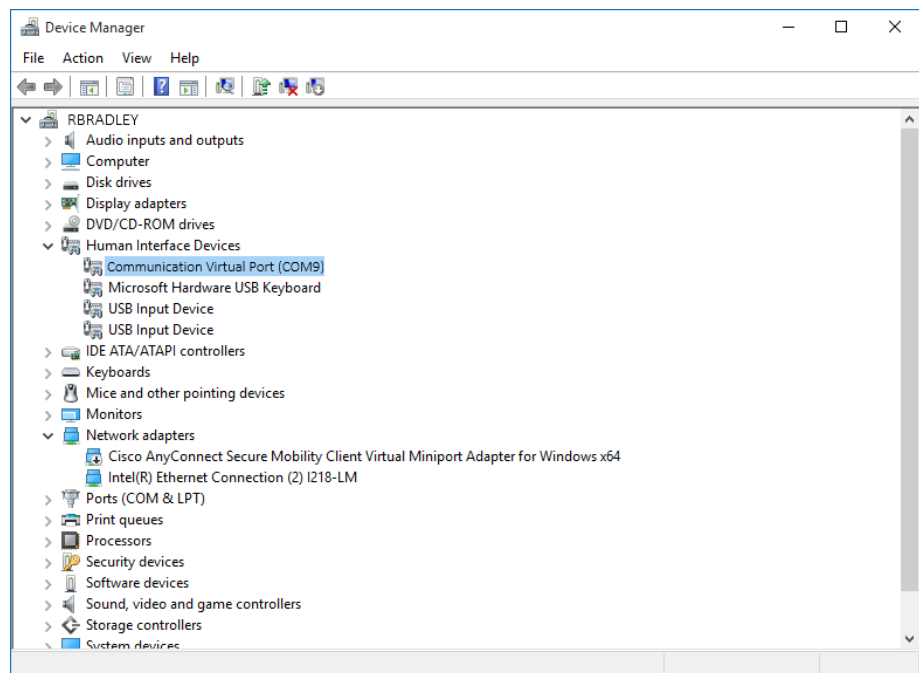 Device Manager
File Action View Help
RBRADLEY
Audio inputs and outputs
Computer
Disk drives
Display adapters
DVD/CD-ROM drives
Human Interface Devices
Communication Virtual Port (COM9)
Microsoft Hardware USB Keyboard
USB Input Device
USB Input Device
IDE ATA/ATAPI controllers
Keyboards
Mice and other pointing devices
Monitors
Network adapters
Cisco AnyConnect Secure Mobility Client Virtual Miniport Adapter for Windows x64
Intel(R) Ethernet Connection (2) I218-LM
Ports (COM & LPT)
Print queues
Processors
Security devices
Software devices
Sound, video and game controllers
Storage controllers
System devices